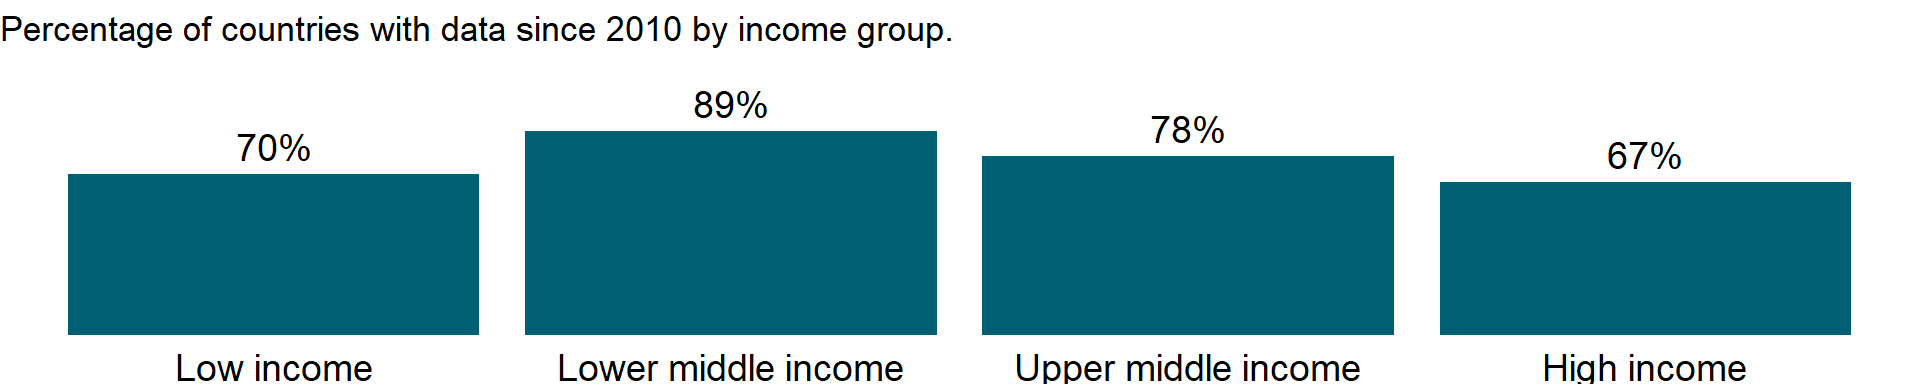 Percentage of countries with data since 2010 by income group.
70%
89%
78%
67%
Low income
Lower middle income
Upper middle income
High income